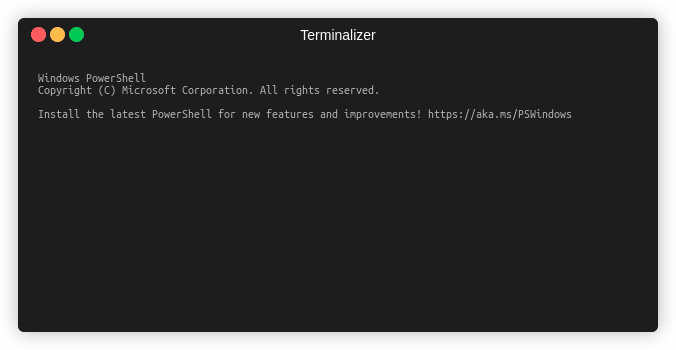 Terminalizer
Windows PowerShell
Copyright (C) Microsoft Corporation. All rights reserved.
Install the latest PowerShell for new features and improvements! https://aka.ms/PSWindows